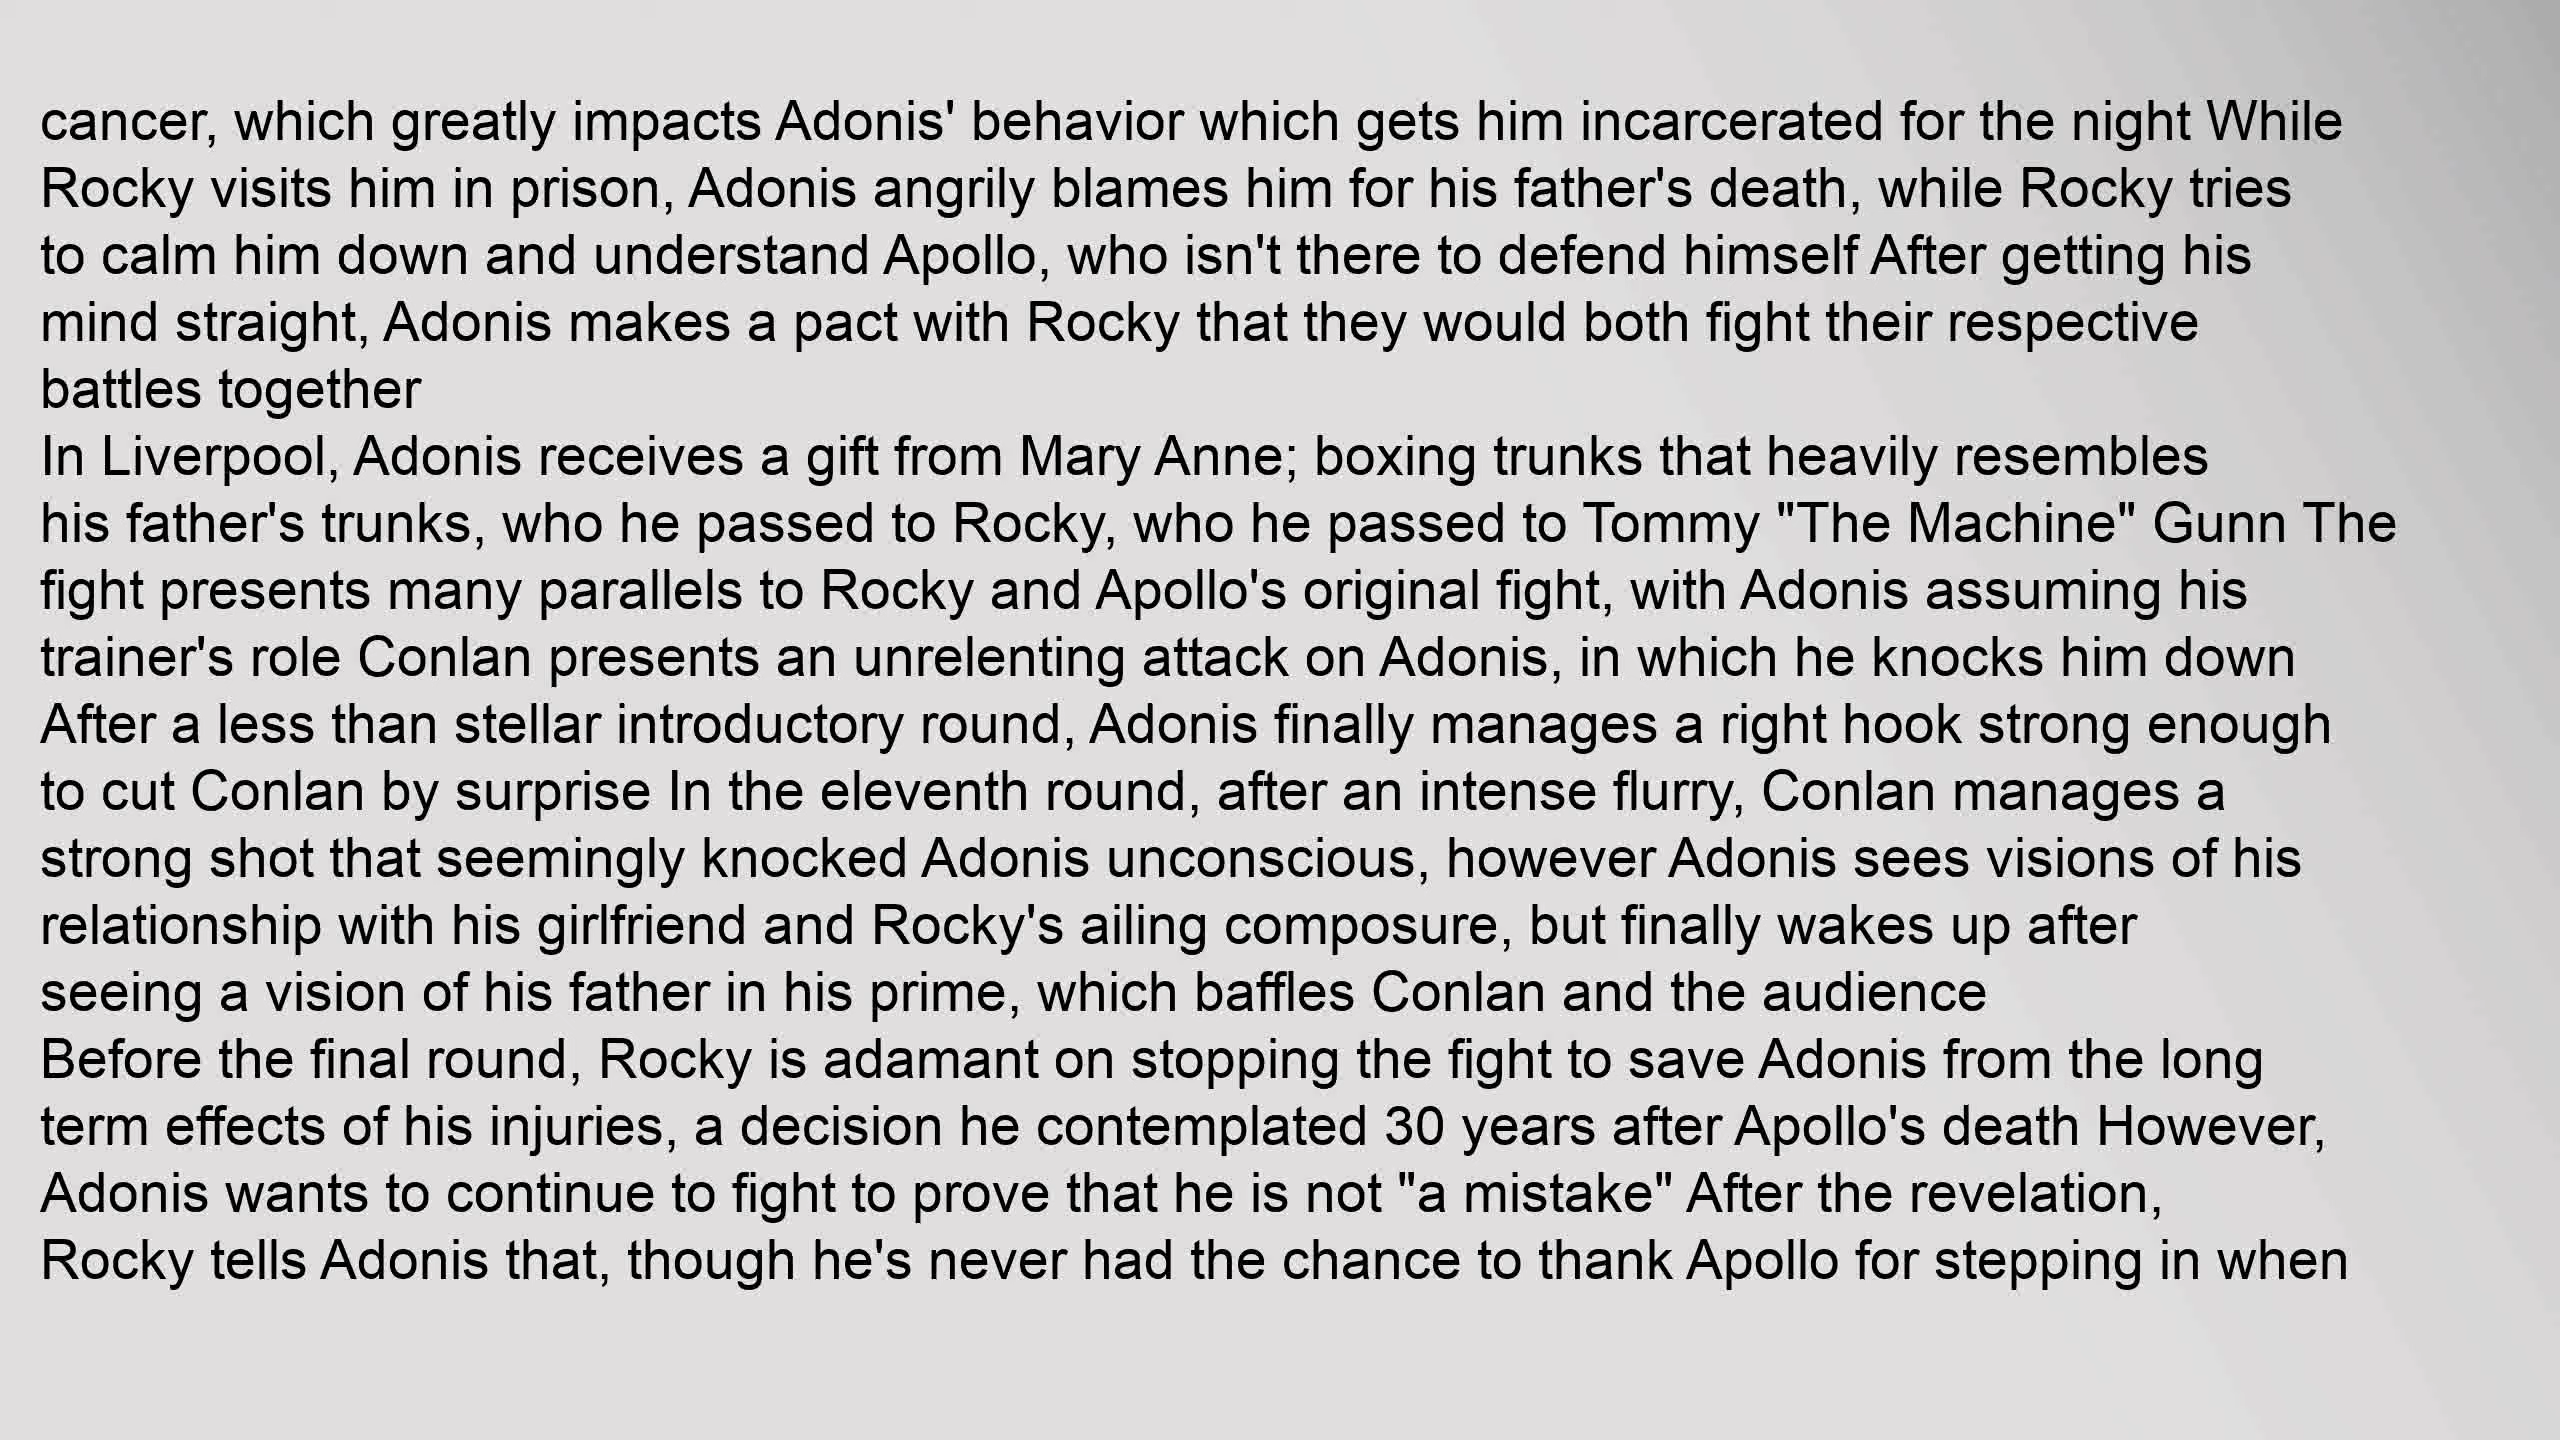 cancer, which greatly impacts Adonis' behavior which gets him incarcerated for the night While
Rocky visits him in prison, Adonis angrily blames him for his father's death, while Rocky tries
to calm him down and understand Apollo, who isn't there to defend himself After getting his
mind straight, Adonis makes a pact with Rocky that they would both fight their respective
battles together
In Liverpool, Adonis receives a gift from Mary Anne; boxing trunks that heavily resembles
his father's trunks, who he passed to Rocky, who he passed to Tommy "The Machine" Gunn The
fight presents many parallels to Rocky and Apollo's original fight, with Adonis assuming his
trainer's role Conlan presents an unrelenting attack on Adonis, in which he knocks him down
After a less than stellar introductory round, Adonis finally manages a right hook strong enough
to cut Conlan by surprise In the eleventh round, after an intense flurry, Conlan manages a
strong shot that seemingly knocked Adonis unconscious, however Adonis sees visions of his
relationship with his girlfriend and Rocky's ailing composure, but finally wakes up after
seeing a vision of his father in his prime, which baffles Conlan and the audience
Before the final round, Rocky is adamant on stopping the fight to save Adonis from the long
term effects of his injuries, a decision he contemplated 30 years after Apollo's death However,
Adonis wants to continue to fight to prove that he is not "a mistake" After the revelation,
Rocky tells Adonis that, though he's never had the chance to thank Apollo for stepping in when